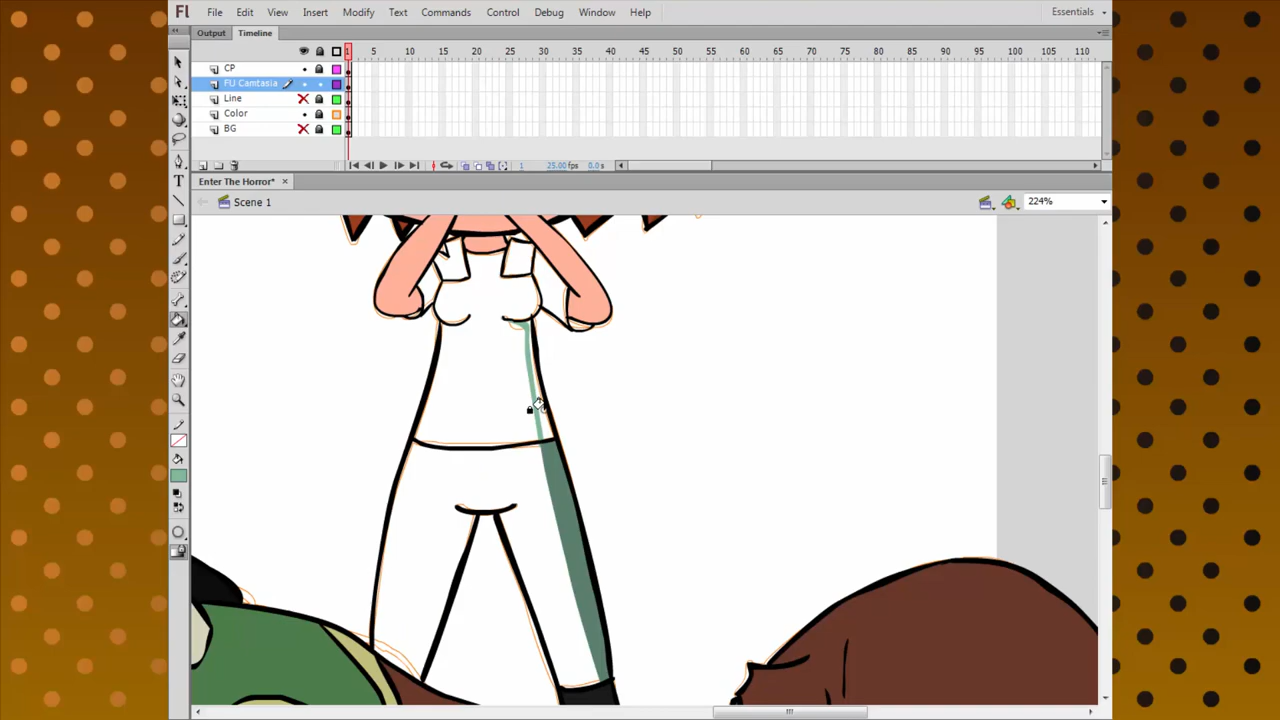 Fl File Edit View Insert Modify Text Commands Control Debug Window Help Essentials
Output Timeline
1 5 10 15 20 25 30 35 40 45 50 55 60 65 70 75 80 85 90 95 100 105 110
CP
FU Camtasia
Line
Color
BG
1 25.00 fps 0.0 s
Enter The Horror*
Scene 1 224%
T